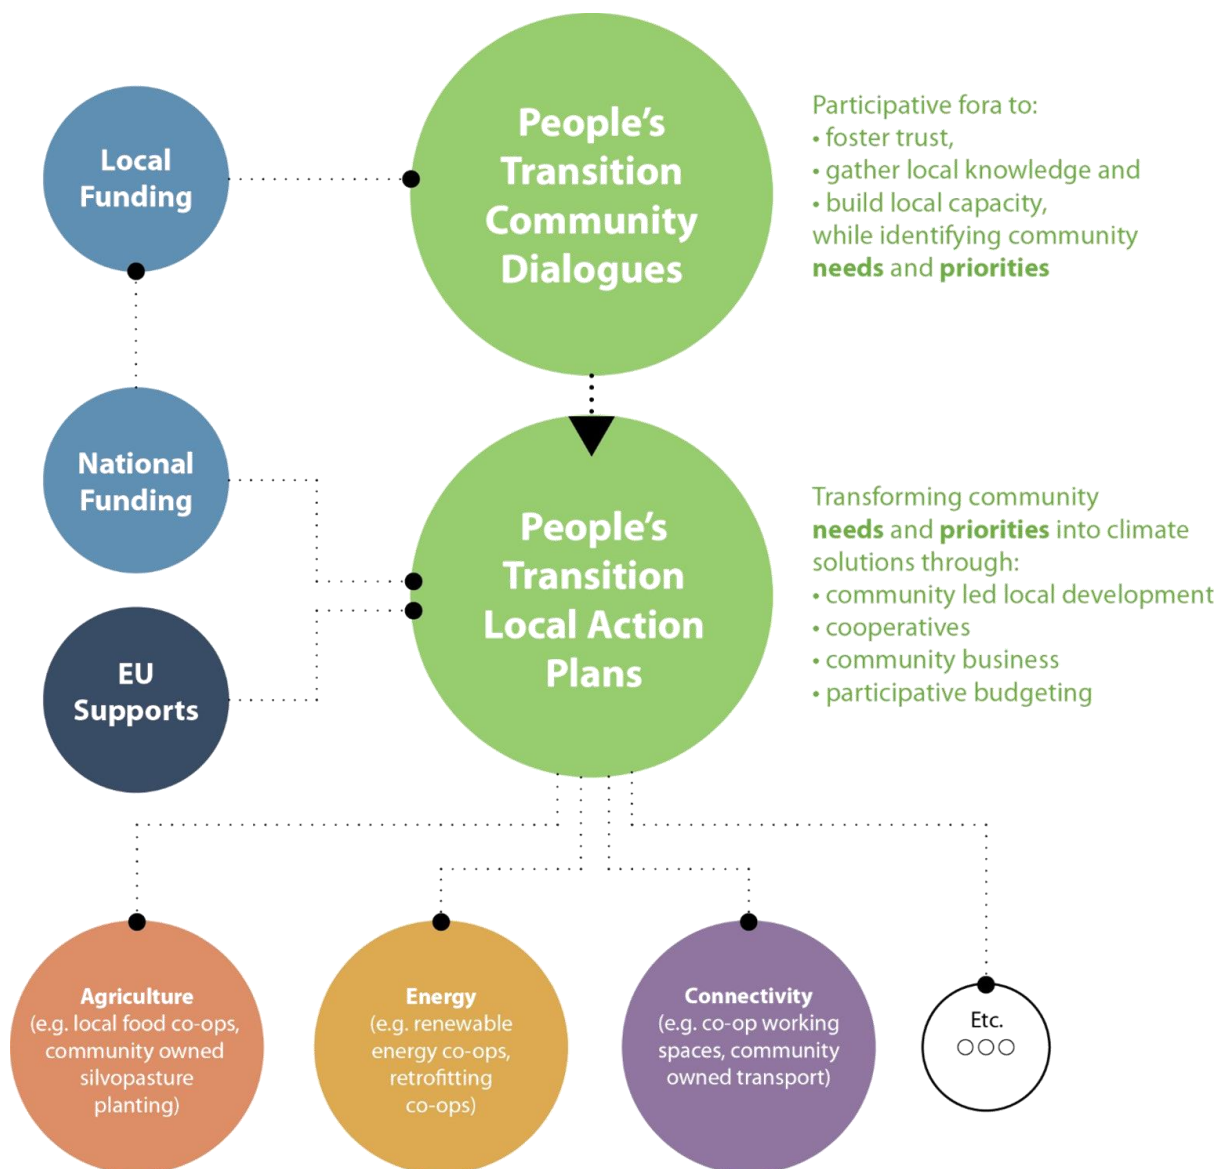 People’s
Transition
Community
Dialogues
Participative fora to:
• foster trust,
• gather local knowledge and
• build local capacity,
while identifying community
needs and priorities
Local
Funding
National
Funding
EU
Supports
People’s
Transition
Local Action
Plans
Transforming community
needs and priorities into climate
solutions through:
• community led local development
• cooperatives
• community business
• participative budgeting
Agriculture
(e.g. local food co-ops,
community owned
silvopasture
planting)
Energy
(e.g. renewable
energy co-ops,
retrofitting
co-ops)
Connectivity
(e.g. co-op working
spaces, community
owned transport)
Etc.